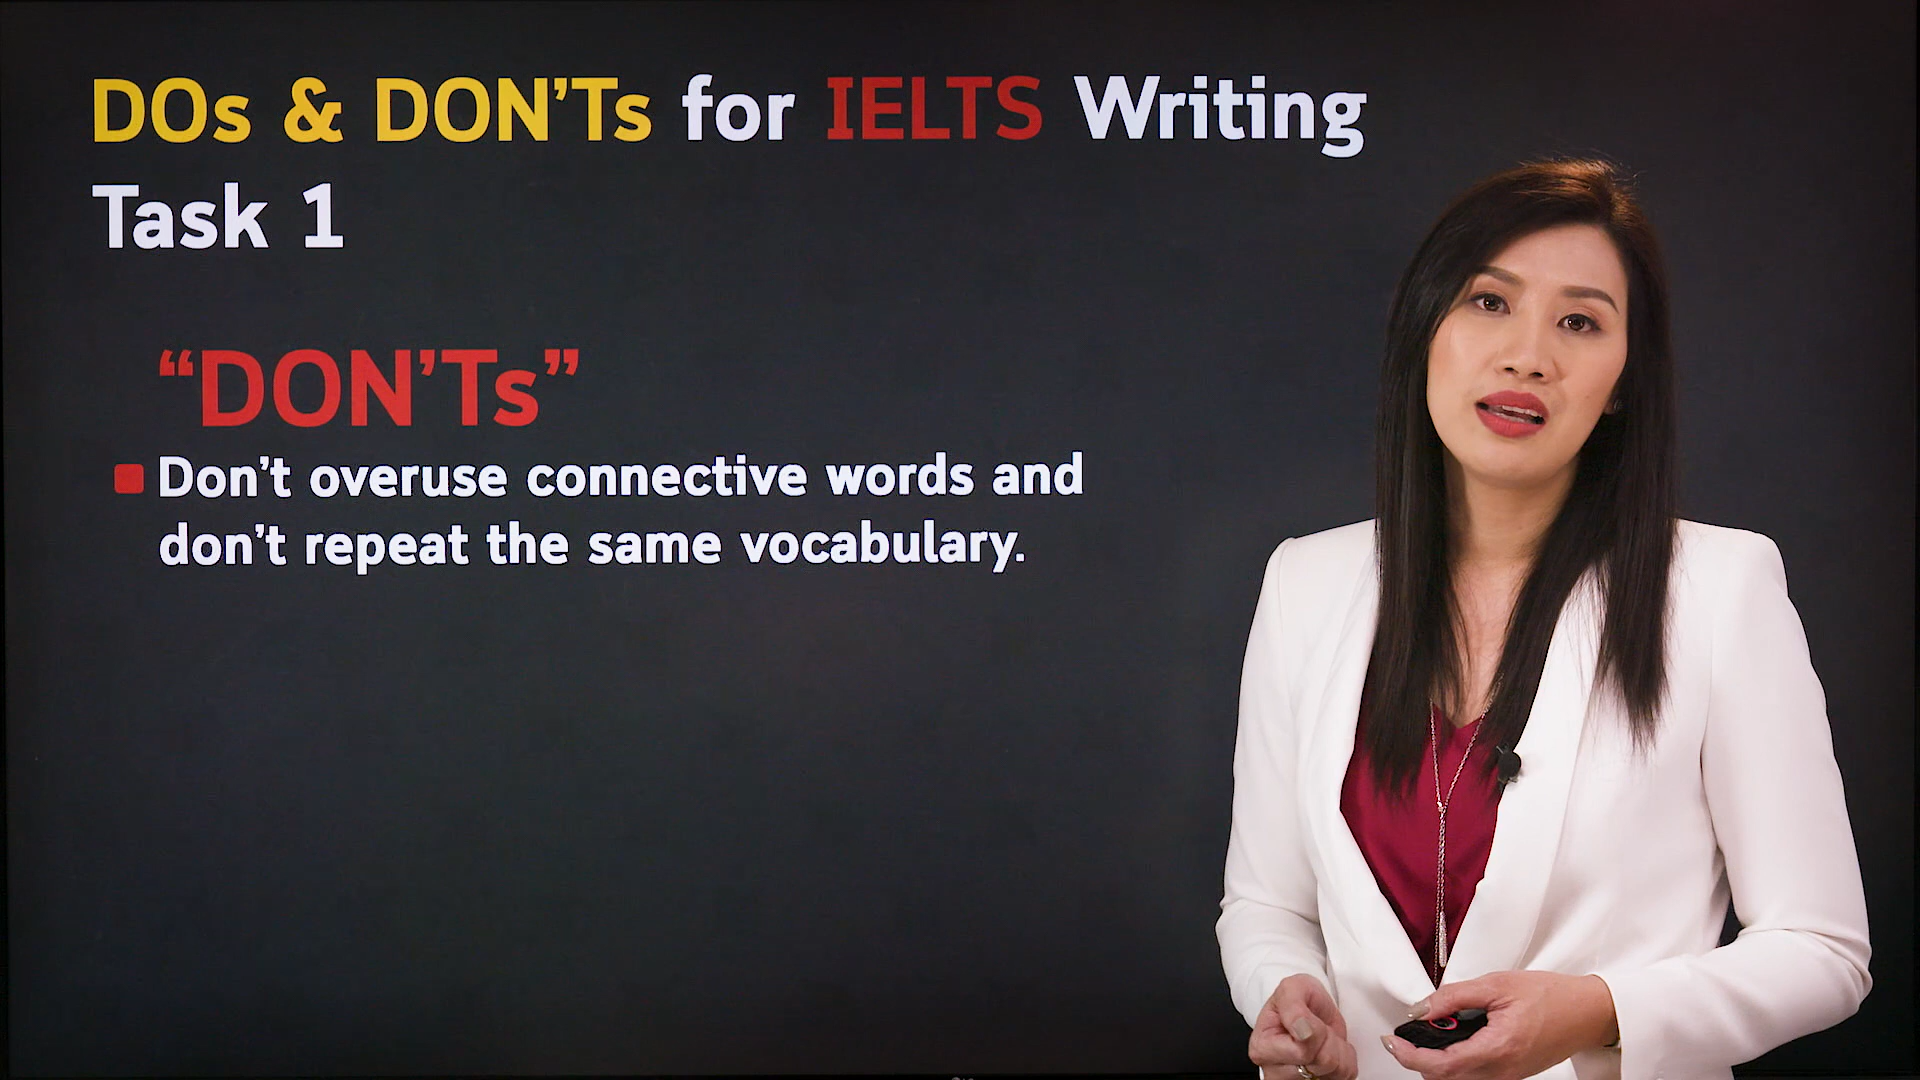 DOs & DON’Ts for IELTS Writing
Task 1
“DON’Ts”
Don’t overuse connective words and
don’t repeat the same vocabulary.